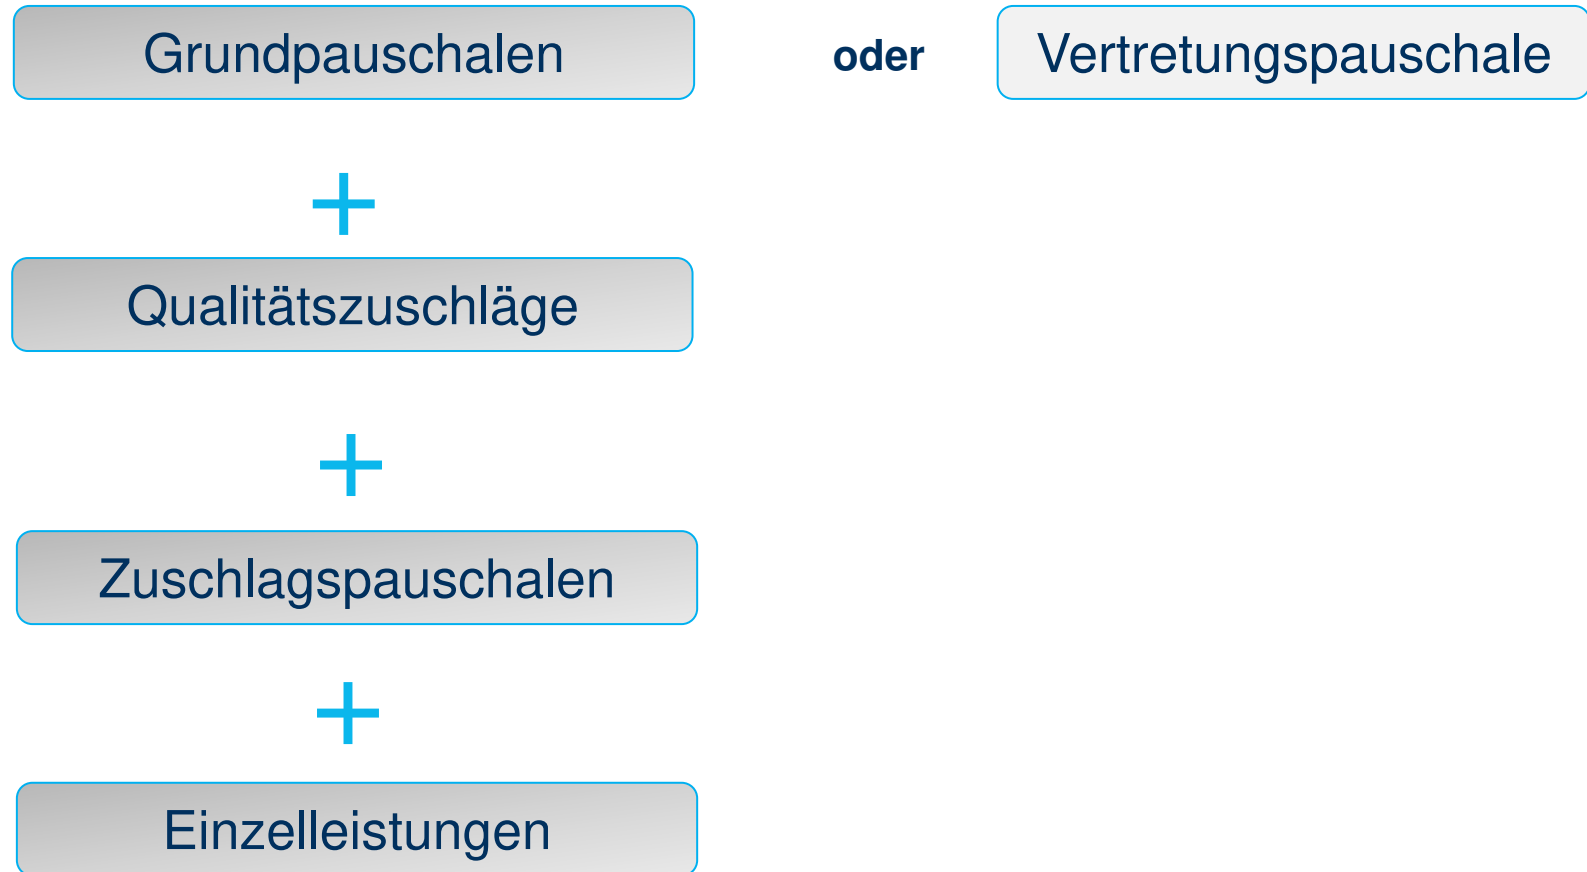 Grundpauschalen oder Vertretungspauschale
+
Qualitätszuschläge
+
Zuschlagspauschalen
+
Einzelleistungen